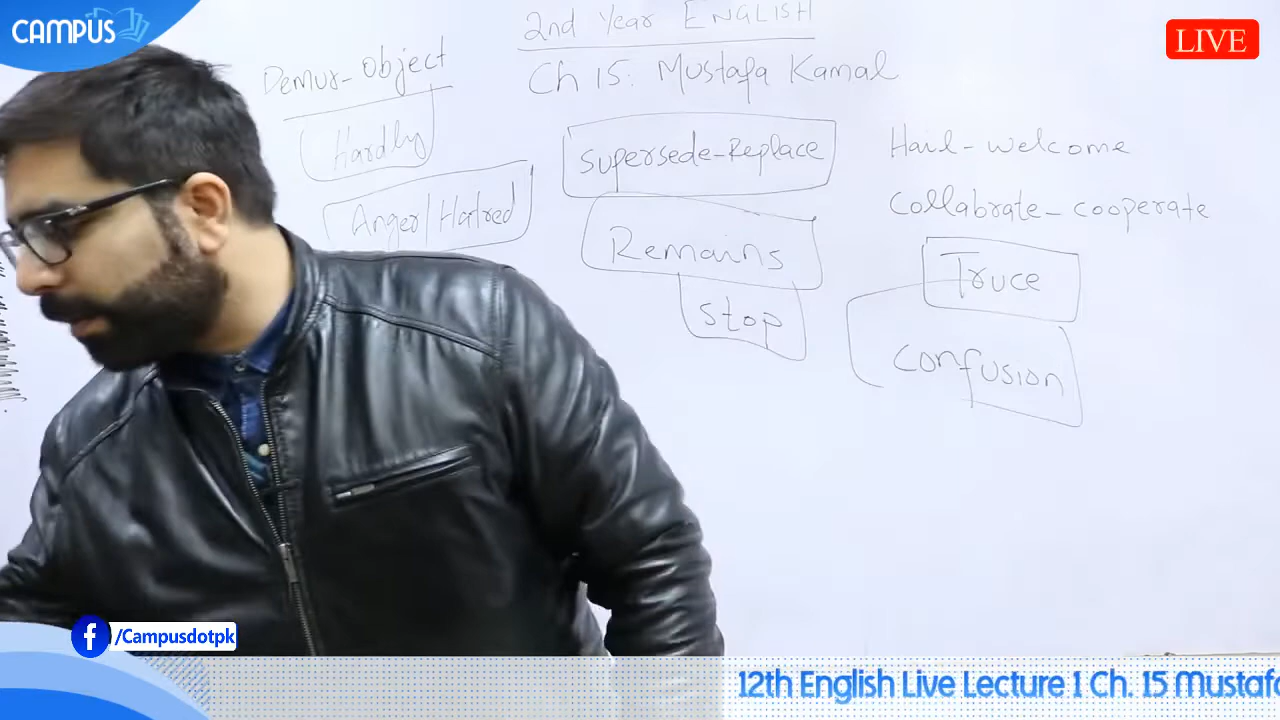 CAMPUS
LIVE
2nd Year ENGLISH
Ch 15: Mustafa Kamal
Demur- Object
Hardly
Anger/Hatred
Supersede-Replace
Remains
Stop
Hail-welcome
Collabrate-cooperate
Truce
Confusion
f /Campusdotpk
12th English Live Lecture 1 Ch. 15 Mustafa